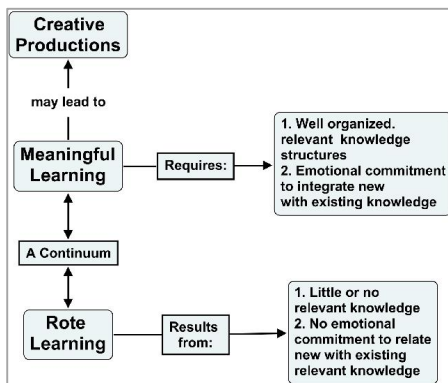 Creative
Productions
may lead to
Meaningful
Learning
Requires:
1. Well organized.
relevant knowledge
structures
2. Emotional commitment
to integrate new
with existing knowledge
A Continuum
Rote
Learning
Results
from:
1. Little or no
relevant knowledge
2. No emotional
commitment to relate
new with existing
relevant knowledge